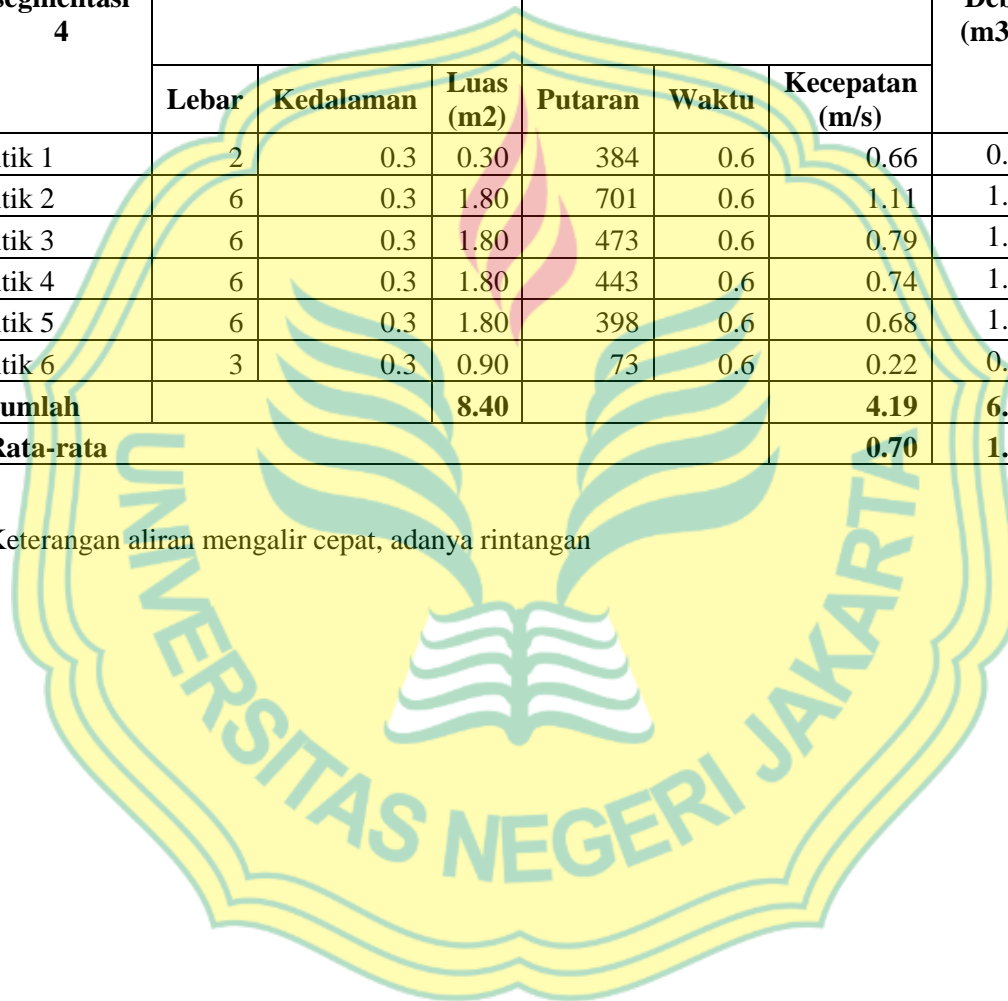 4
(m3
Lebar Kedalaman Luas (m2) Putaran Waktu Kecepatan (m/s)
tik 1 2 0.3 0.30 384 0.6 0.66 0.
tik 2 6 0.3 1.80 701 0.6 1.11 1.
tik 3 6 0.3 1.80 473 0.6 0.79 1.
tik 4 6 0.3 1.80 443 0.6 0.74 1.
tik 5 6 0.3 1.80 398 0.6 0.68 1.
tik 6 3 0.3 0.90 73 0.6 0.22 0.
umlah 8.40 4.19 6.
Rata-rata 0.70 1.
Keterangan aliran mengalir cepat, adanya rintangan
UNIVERSITAS NEGERI JAKARTA